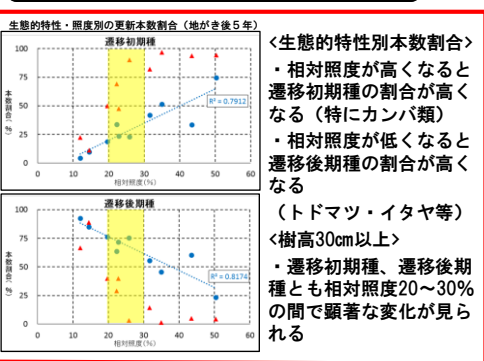 生態的特性・照度別の更新本数割合（地がき後５年）
遷移初期種
100
75
50
25
0
本数割合（％）
R² = 0.7912
0 10 20 30 40 50 60
相対照度(%)
遷移後期種
100
75
50
25
0
本数割合（％）
R² = 0.8174
0 10 20 30 40 50 60
相対照度(%)
<生態的特性別本数割合>
・相対照度が高くなると
遷移初期種の割合が高く
なる（特にカンバ類）
・相対照度が低くなると
遷移後期種の割合が高く
なる
（トドマツ・イタヤ等）
<樹高30㎝以上>
・遷移初期種、遷移後期
種とも相対照度20～30%
の間で顕著な変化が見ら
れる